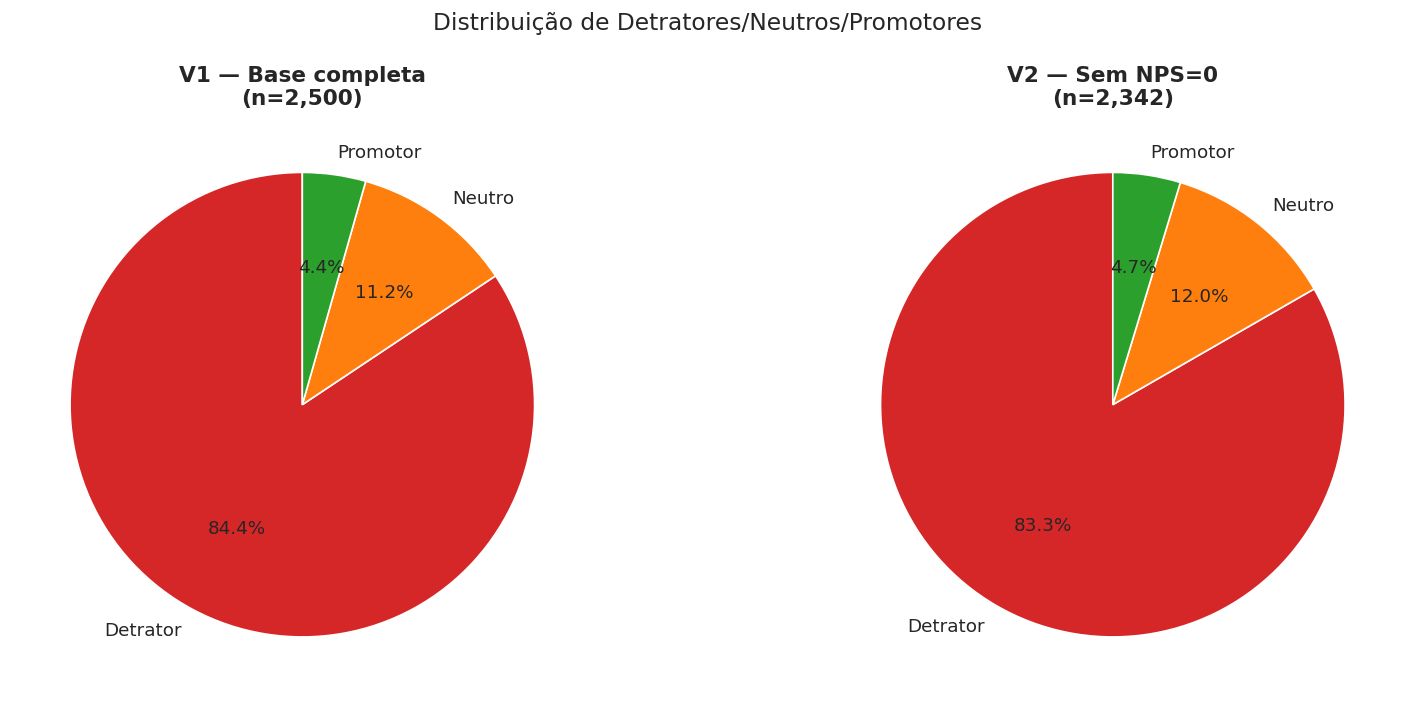 Distribuição de Detratores/Neutros/Promotores
V1 — Base completa
(n=2,500)
Promotor
Neutro
4.4%
11.2%
84.4%
Detrator
V2 — Sem NPS=0
(n=2,342)
Promotor
Neutro
4.7%
12.0%
83.3%
Detrator